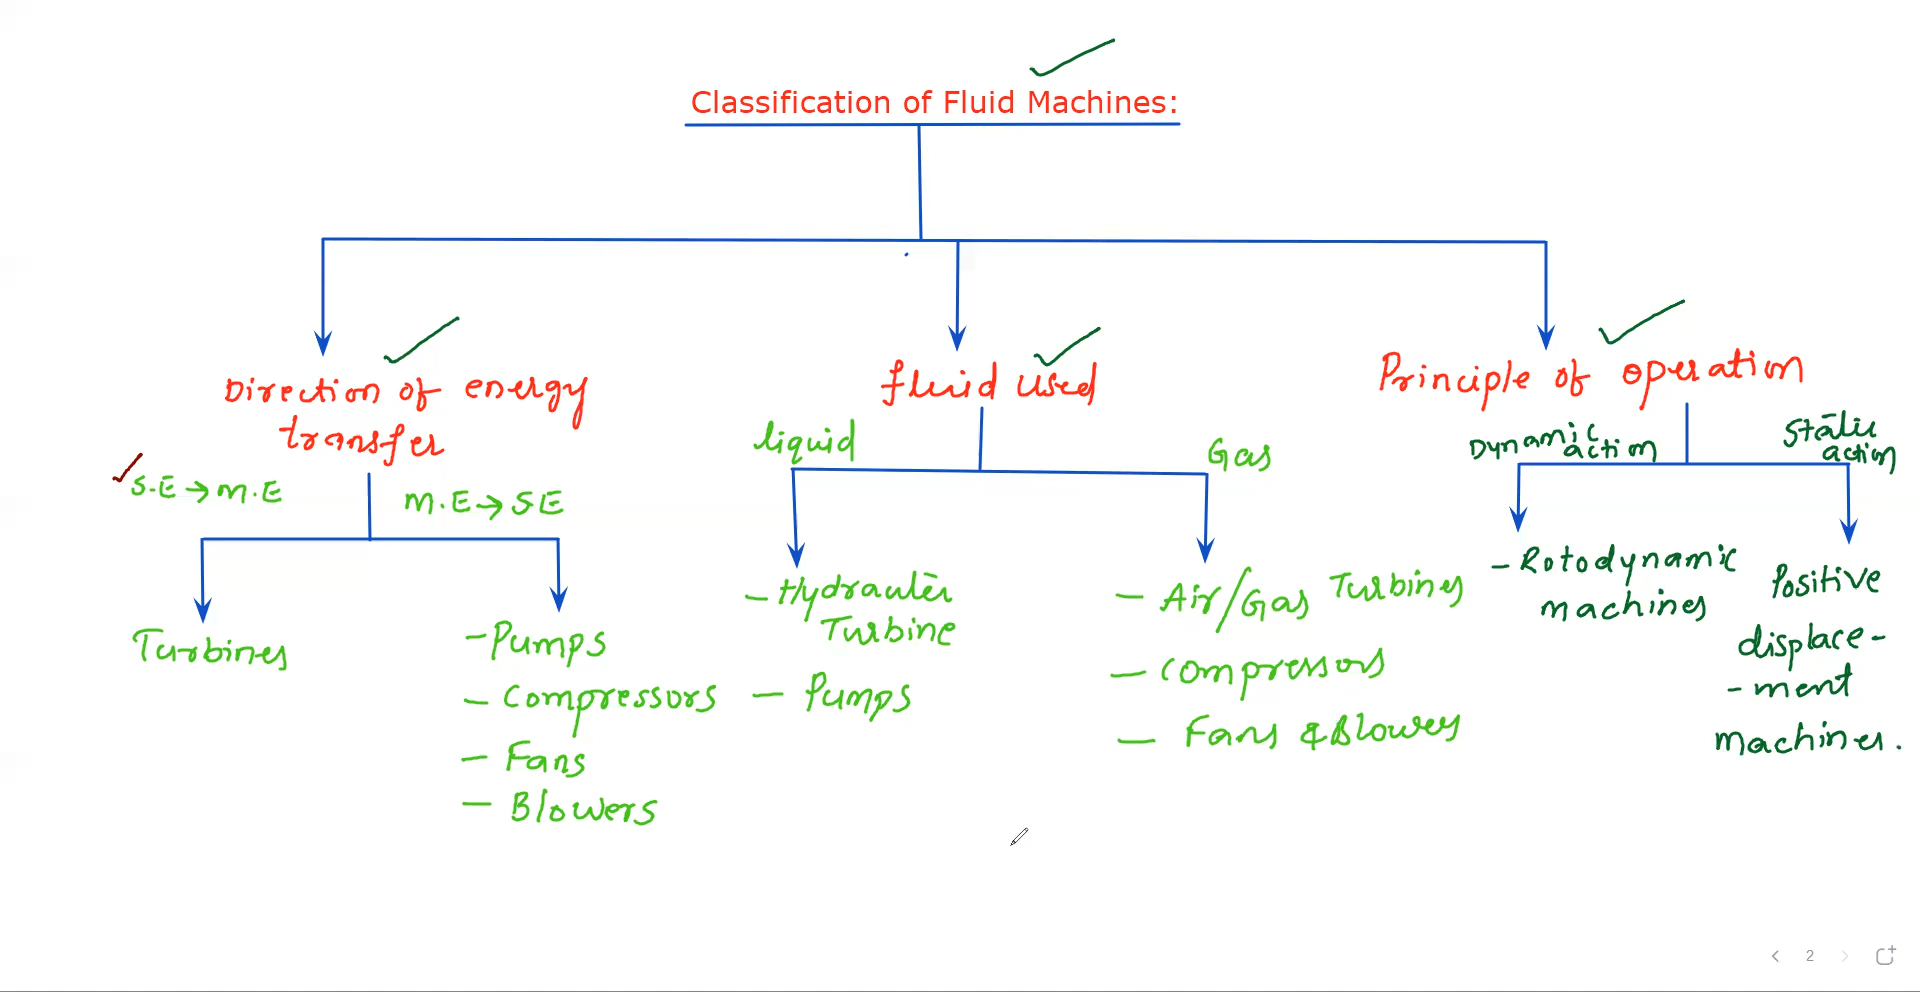 Classification of Fluid Machines:
Direction of energy
transfer
S.E → M.E
M.E → S E
Turbines
- Pumps
- Compressors
- Fans
- Blowers
fluid used
liquid
Gas
- Hydraulic
Turbine
- Pumps
- Air/Gas Turbines
- Compressors
- Fans & Blowers
Principle of operation
Dynamic
action
Static
action
- Rotodynamic
machines
Positive
displace-
- ment
machines.
2